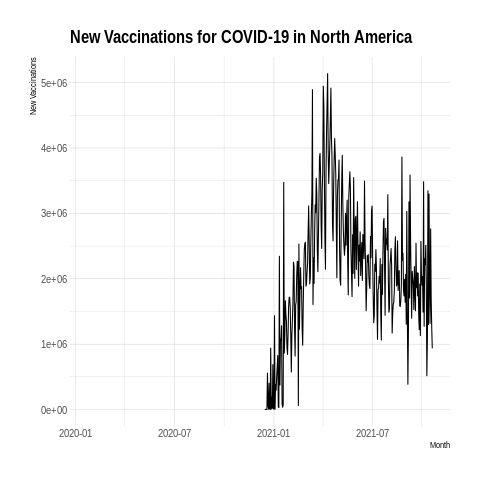 New Vaccinations for COVID-19 in North America
New Vaccinations
5e+06
4e+06
3e+06
2e+06
1e+06
0e+00
2020-01 2020-07 2021-01 2021-07
Month